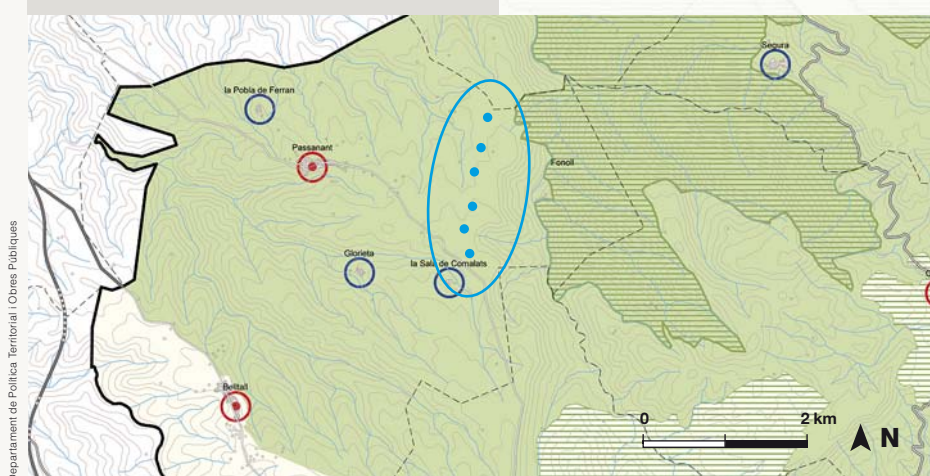 Segura
la Pobla de Ferran
Passanant
Fonoll
Glorieta
la Sala de Comalats
Belltall
0
2 km
N
Departament de Política Territorial i Obres Públiques